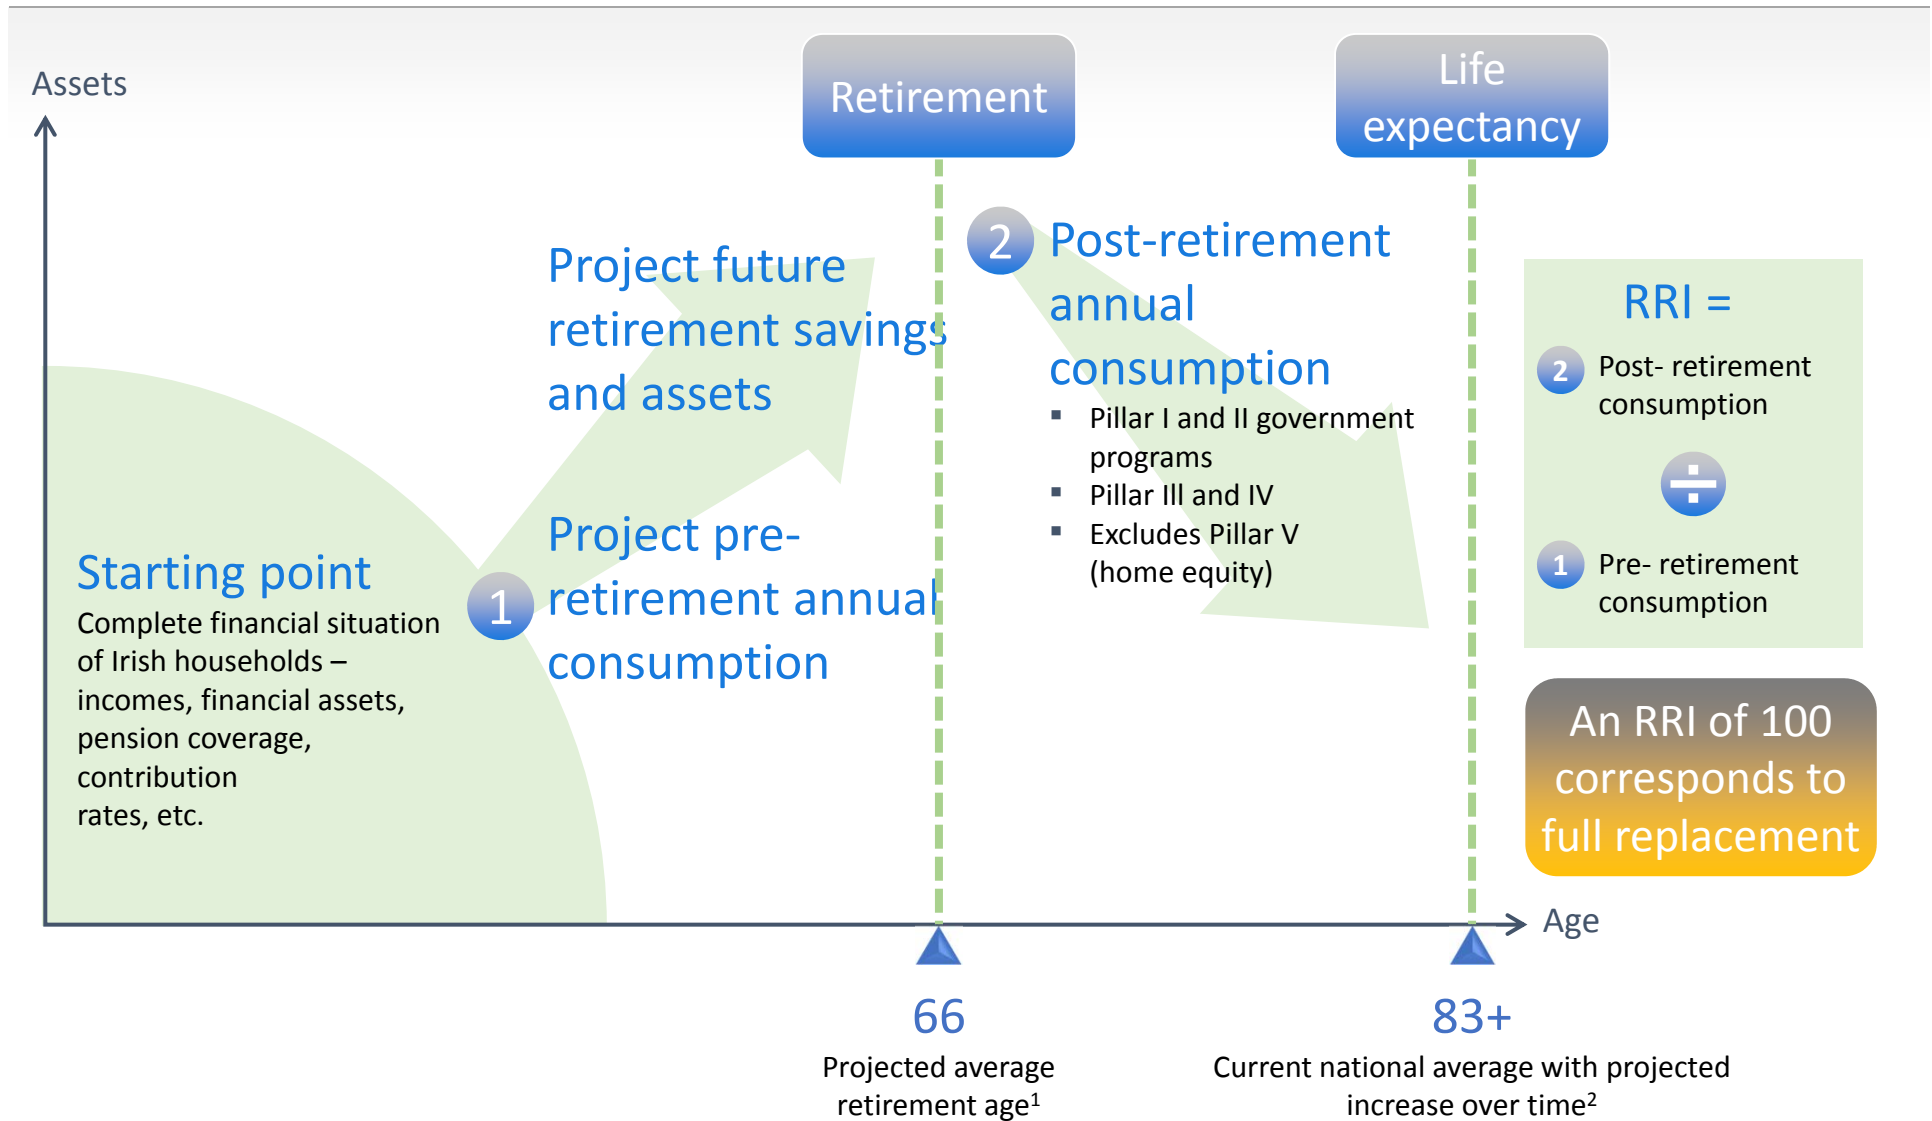 Assets
Retirement
Life
expectancy
Project future
retirement savings
and assets
Starting point
Complete financial situation
of Irish households –
incomes, financial assets,
pension coverage,
contribution
rates, etc.
1
Project pre-
retirement annual
consumption
2
Post-retirement
annual
consumption
▪ Pillar I and II government
programs
▪ Pillar III and IV
▪ Excludes Pillar V
(home equity)
RRI =
2 Post- retirement
consumption
÷
1 Pre- retirement
consumption
An RRI of 100
corresponds to
full replacement
Age
66
Projected average
retirement age¹
83+
Current national average with projected
increase over time²